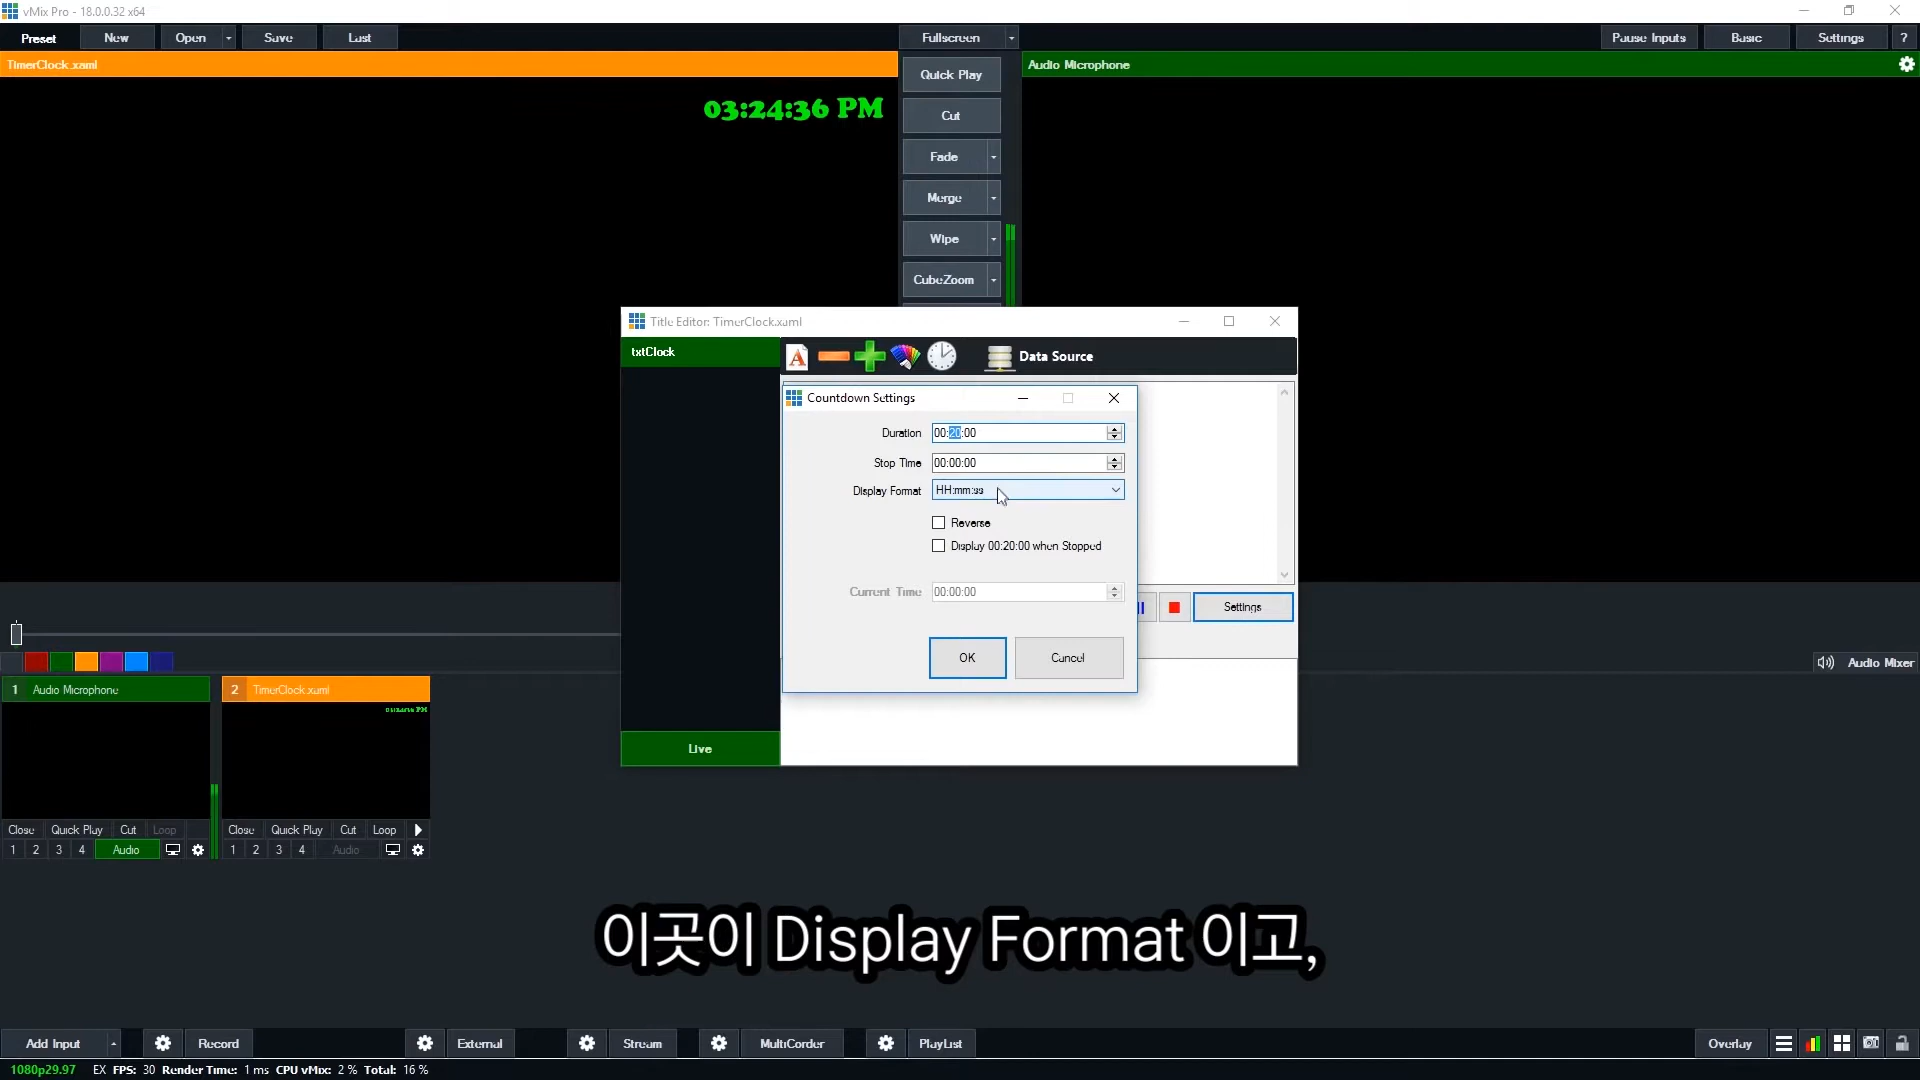 vMix Pro - 18.0.0.32 x64
Preset New Open Save Last Fullscreen Pause Inputs Basic Settings ?
TimerClock.xaml
Audio Microphone
03:24:36 PM
Quick Play
Cut
Fade
Merge
Wipe
CubeZoom
Title Editor: TimerClock.xaml
txtClock
Data Source
Countdown Settings
Duration 00:20:00
Stop Time 00:00:00
Display Format HH:mm:ss
Reverse
Display 00:20:00 when Stopped
Current Time 00:00:00
OK Cancel
Settings
Live
Audio Mixer
1 Audio Microphone
2 TimerClock.xaml
Close Quick Play Cut Loop
1 2 3 4 Audio
Close Quick Play Cut Loop
1 2 3 4 Audio
이곳이 Display Format 이고,
Add Input Record External Stream MultiCorder PlayList Overlay
1080p29.97 EX FPS: 30 Render Time: 1 ms CPU vMix: 2 % Total: 16 %